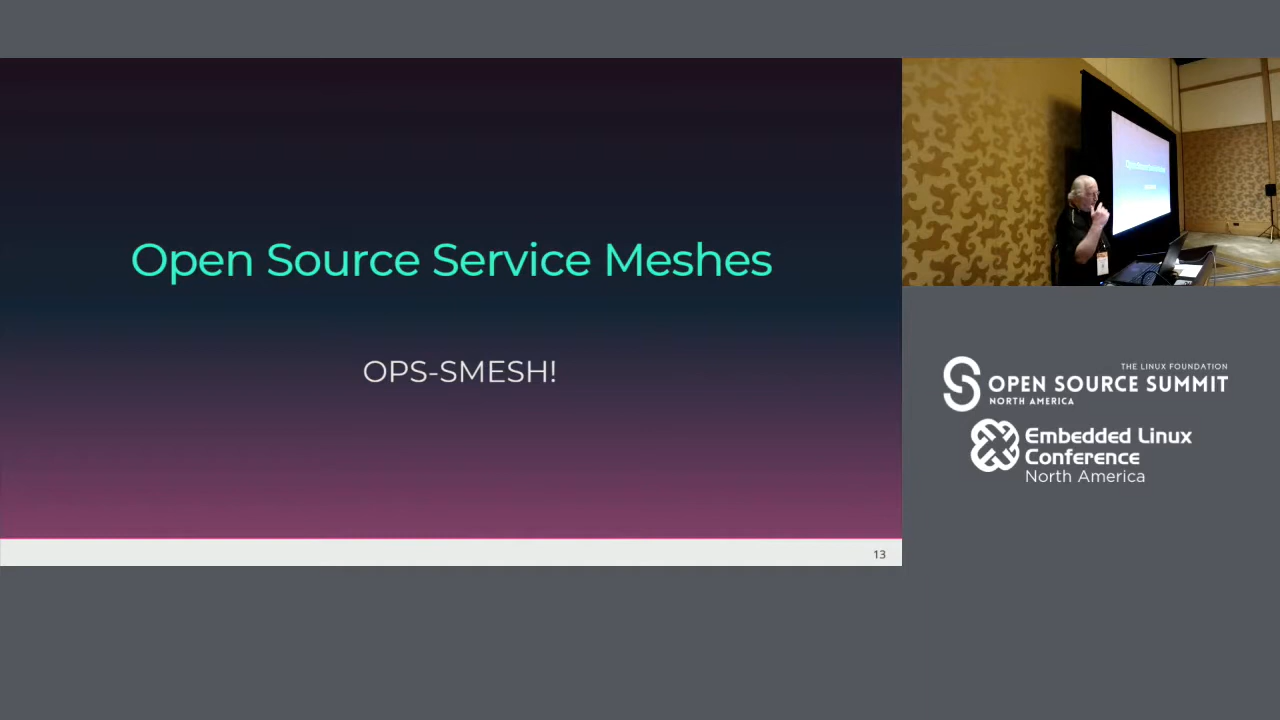 Open Source Service Meshes
OPS-SMESH!
13
THE LINUX FOUNDATION
OPEN SOURCE SUMMIT
NORTH AMERICA
Embedded Linux
Conference
North America